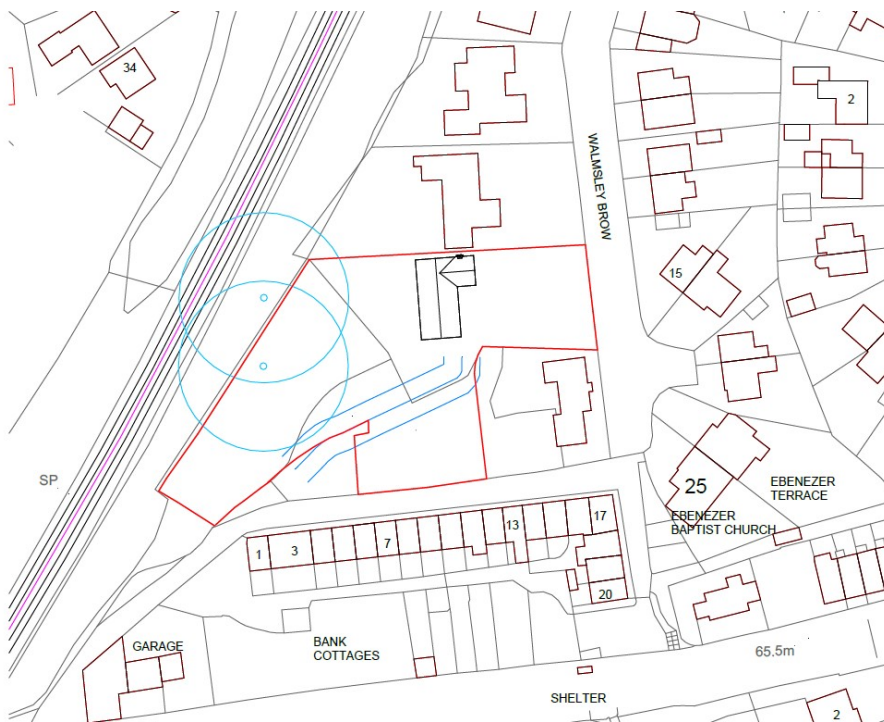 34
2
WALMSLEY BROW
15
SP
25
EBENEZER
TERRACE
EBENEZER
BAPTIST CHURCH
1
3
7
13
17
20
GARAGE
BANK
COTTAGES
65.5m
SHELTER
2